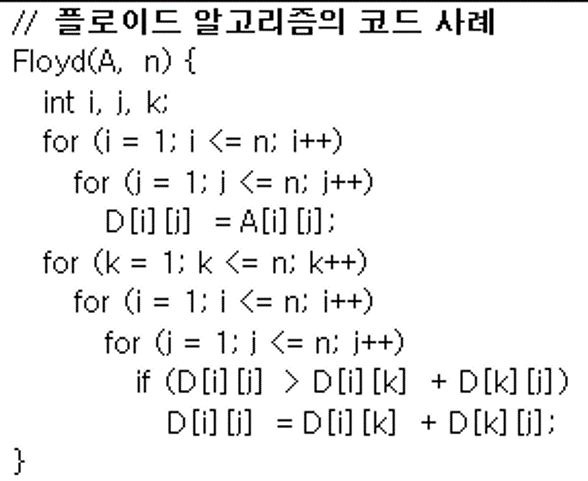 // 플로이드 알고리즘의 코드 사례
Floyd(A, n) {
int i, j, k;
for (i = 1; i <= n; i++)
for (j = 1; j <= n; j++)
D[i][j] = A[i][j];
for (k = 1; k <= n; k++)
for (i = 1; i <= n; i++)
for (j = 1; j <= n; j++)
if (D[i][j] > D[i][k] + D[k][j])
D[i][j] = D[i][k] + D[k][j];
}